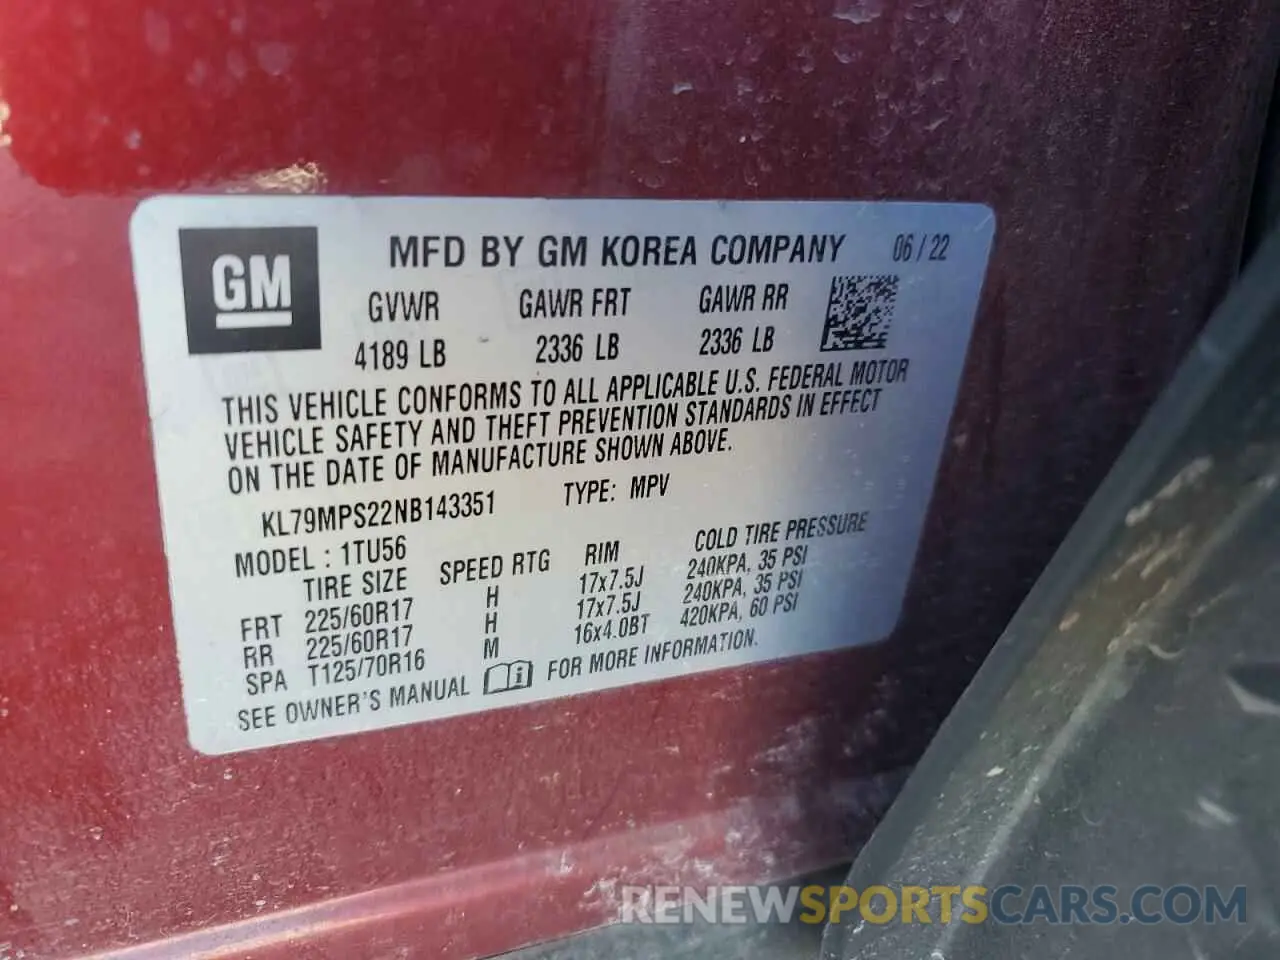 GM
MFD BY GM KOREA COMPANY 06 / 22
GVWR GAWR FRT GAWR RR
4189 LB 2336 LB 2336 LB
THIS VEHICLE CONFORMS TO ALL APPLICABLE U.S. FEDERAL MOTOR
VEHICLE SAFETY AND THEFT PREVENTION STANDARDS IN EFFECT
ON THE DATE OF MANUFACTURE SHOWN ABOVE.
KL79MPS22NB143351 TYPE: MPV
MODEL : 1TU56
TIRE SIZE SPEED RTG RIM COLD TIRE PRESSURE
FRT 225/60R17 H 17x7.5J 240KPA, 35 PSI
RR 225/60R17 H 17x7.5J 240KPA, 35 PSI
SPA T125/70R16 M 16x4.0BT 420KPA, 60 PSI
SEE OWNER'S MANUAL i FOR MORE INFORMATION.
RENEWSPORTSCARS.COM